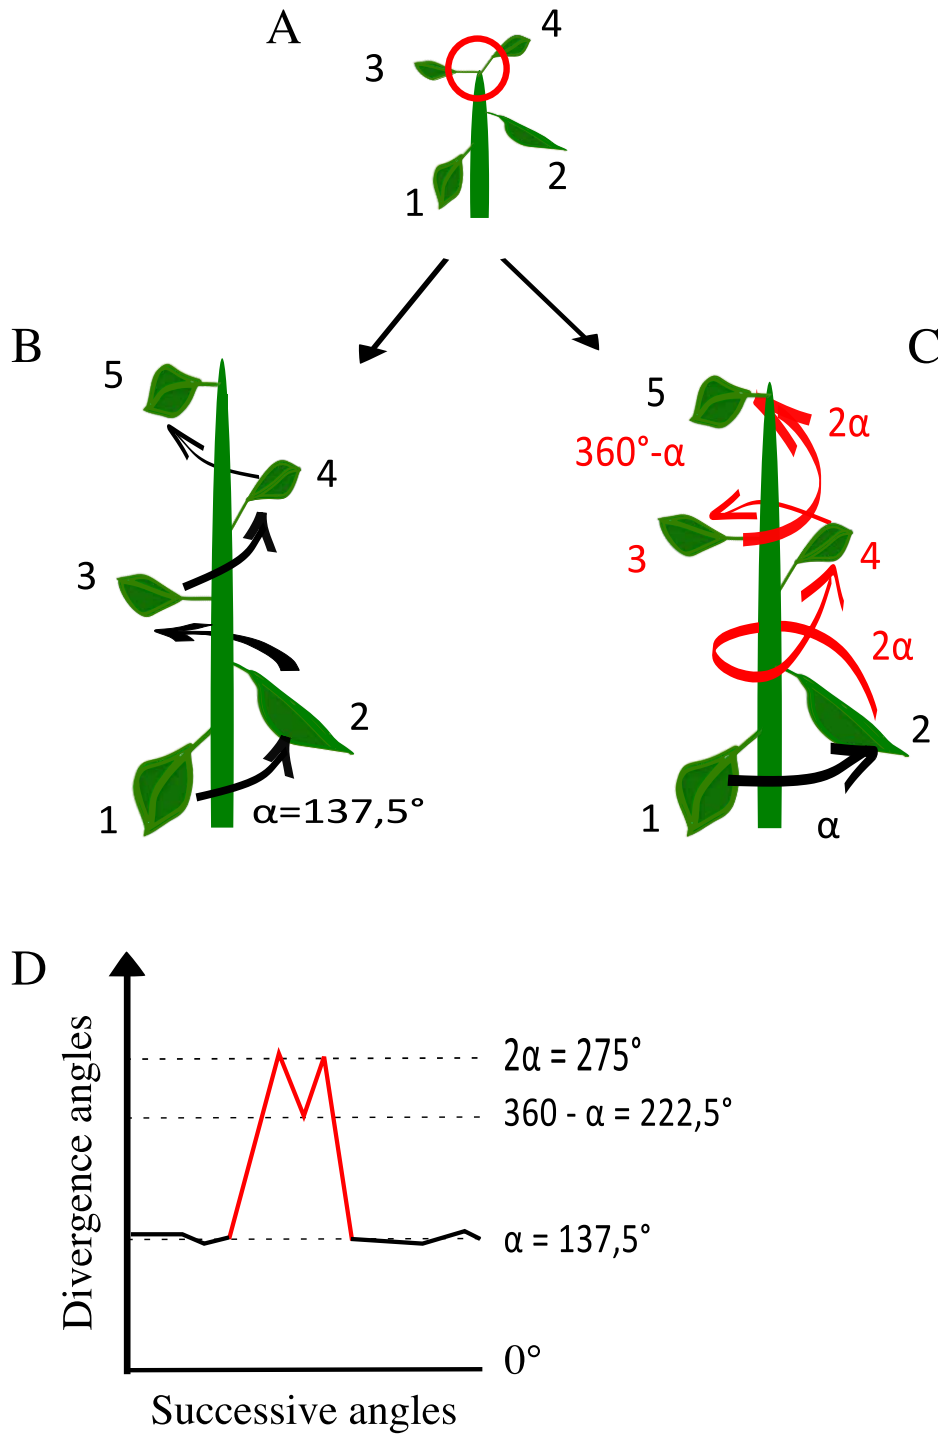 A
4
3
2
1
B
C
5
4
3
2
1
α=137,5°
5
2α
360°-α
3
4
2α
2
1
α
D
Divergence angles
2α = 275°
360 - α = 222,5°
α = 137,5°
0°
Successive angles